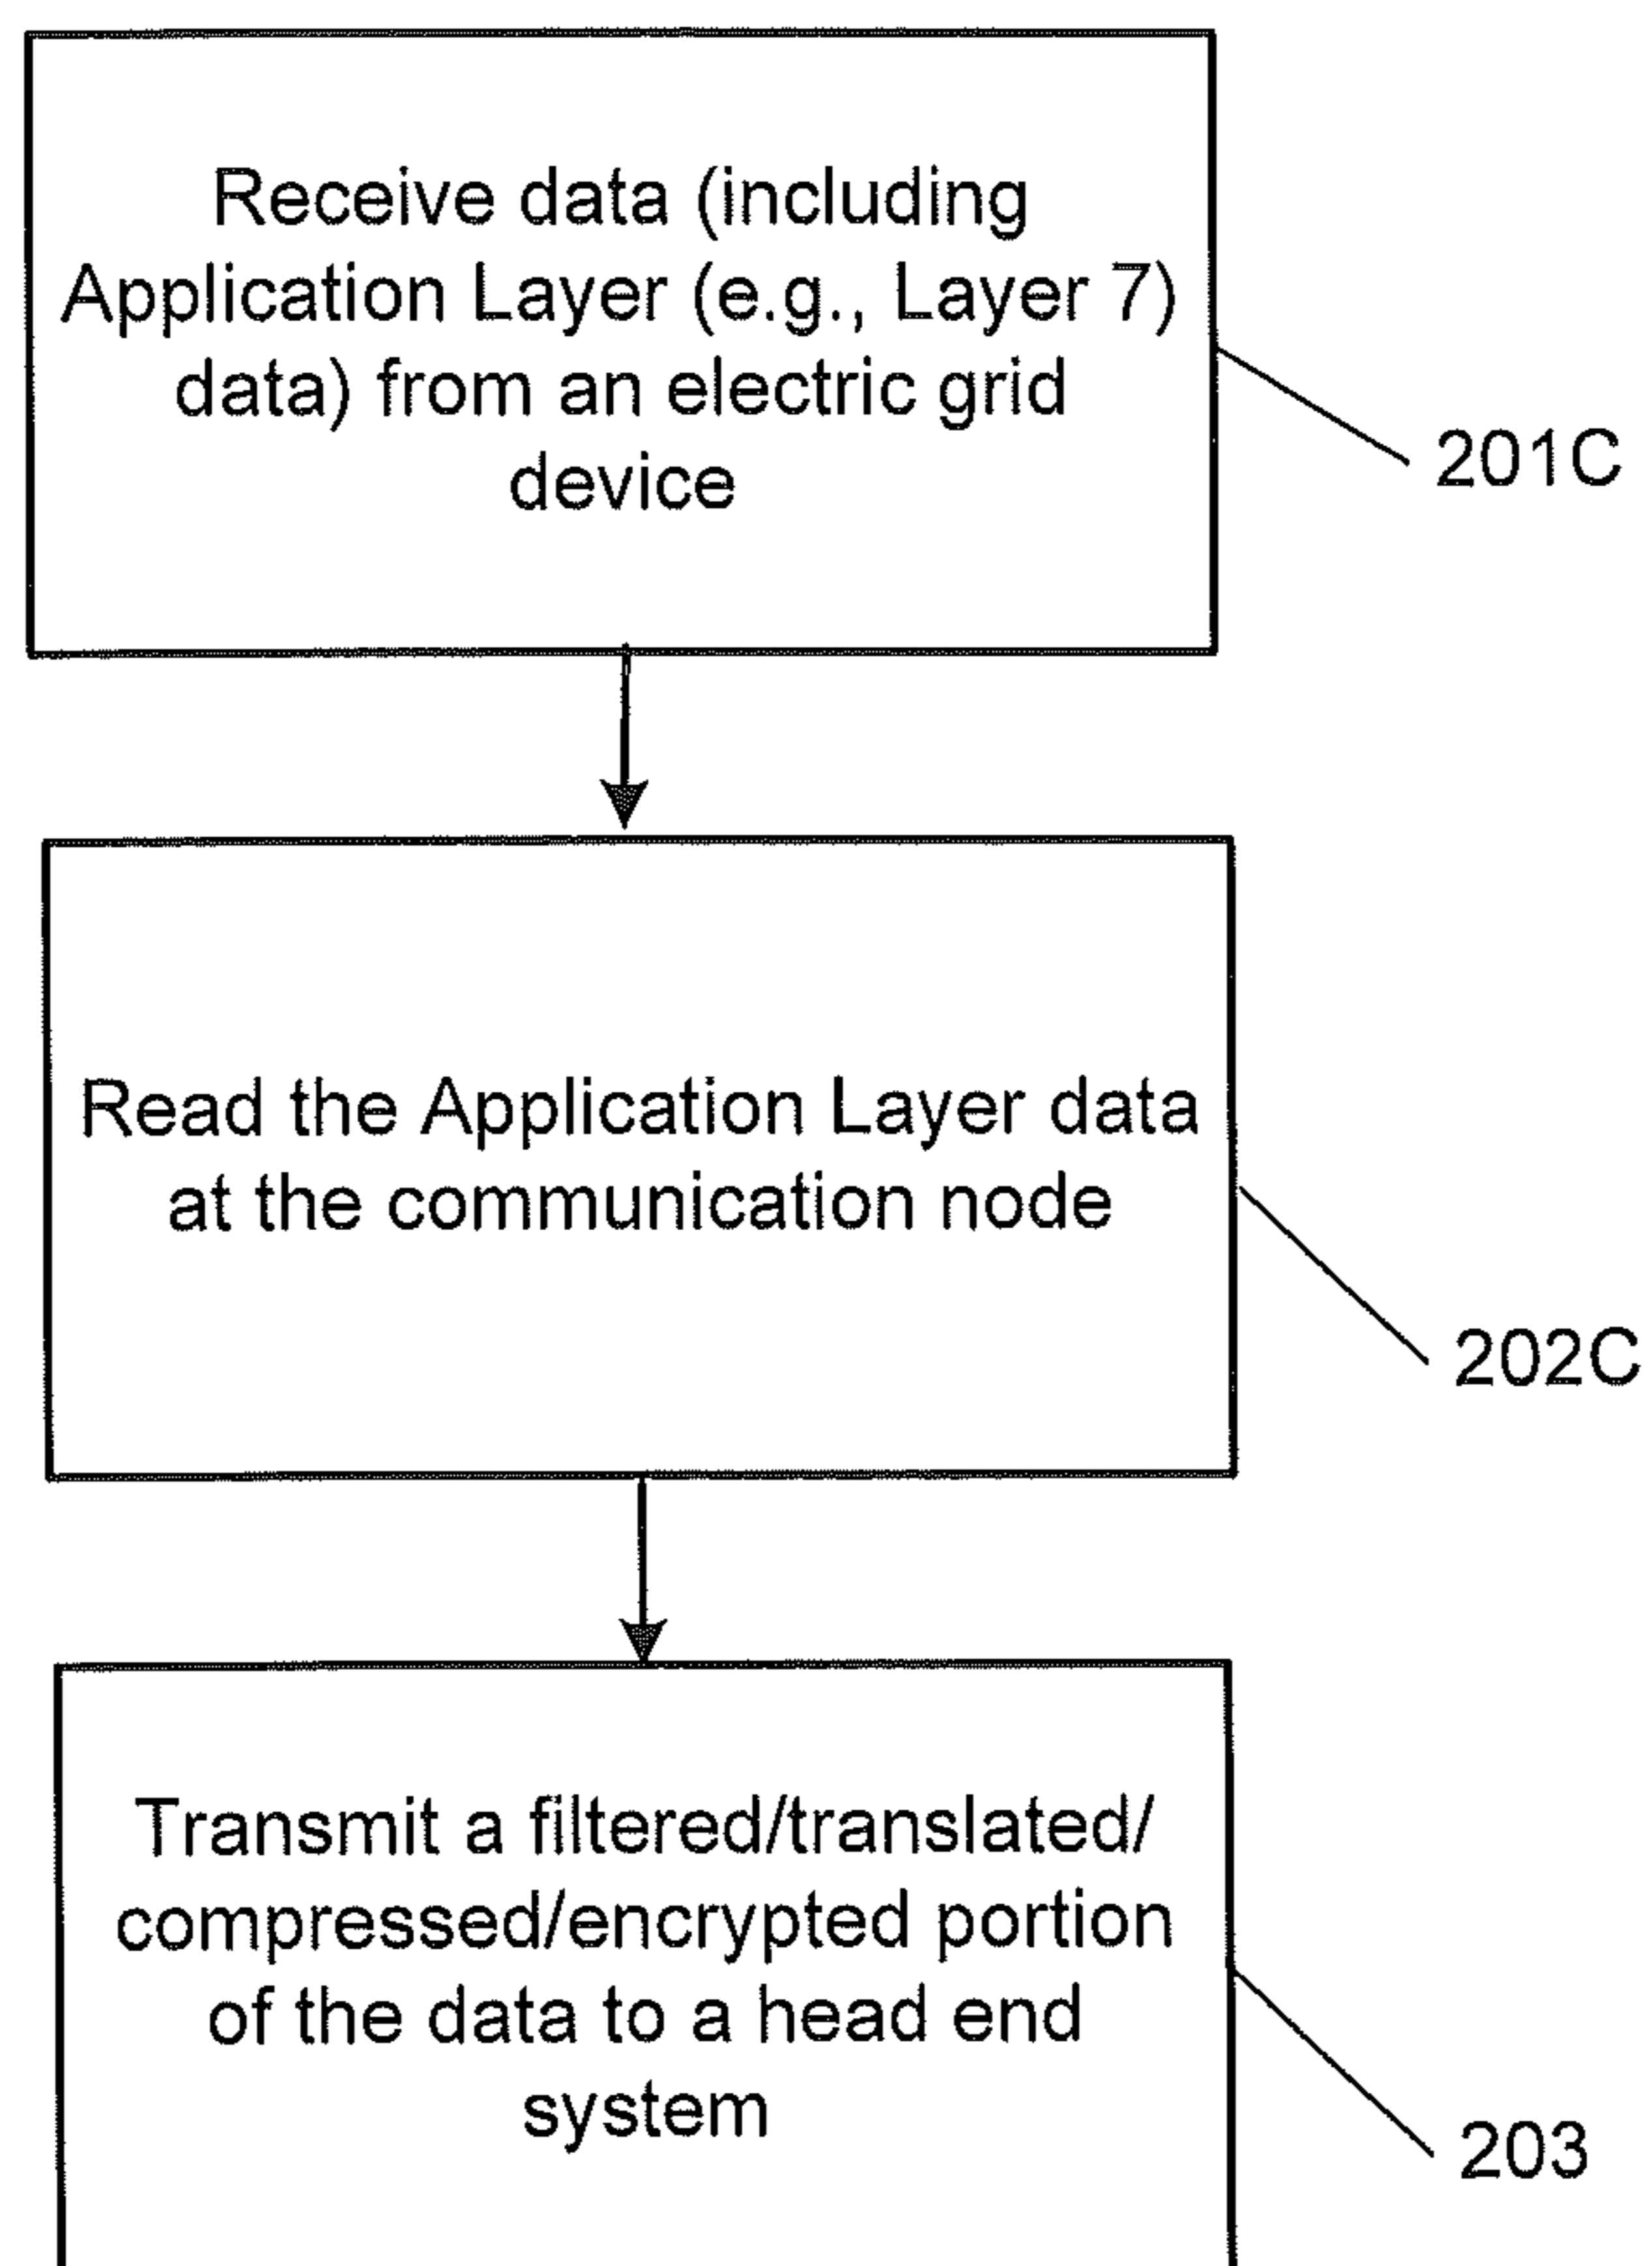 Receive data (including
Application Layer (e.g., Layer 7)
data) from an electric grid
device
201C
Read the Application Layer data
at the communication node
202C
Transmit a filtered/translated/
compressed/encrypted portion
of the data to a head end
system
203